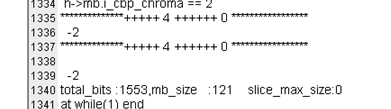 1334 h->mb.i_cbp_chroma == 2
1335 ***************+++++ 4 ++++++ 0 ******************
1336 -2
1337 ***************+++++ 4 ++++++ 0 ******************
1338
1339 -2
1340 total_bits :1553,mb_size :121 slice_max_size:0
1341 at while(1) end